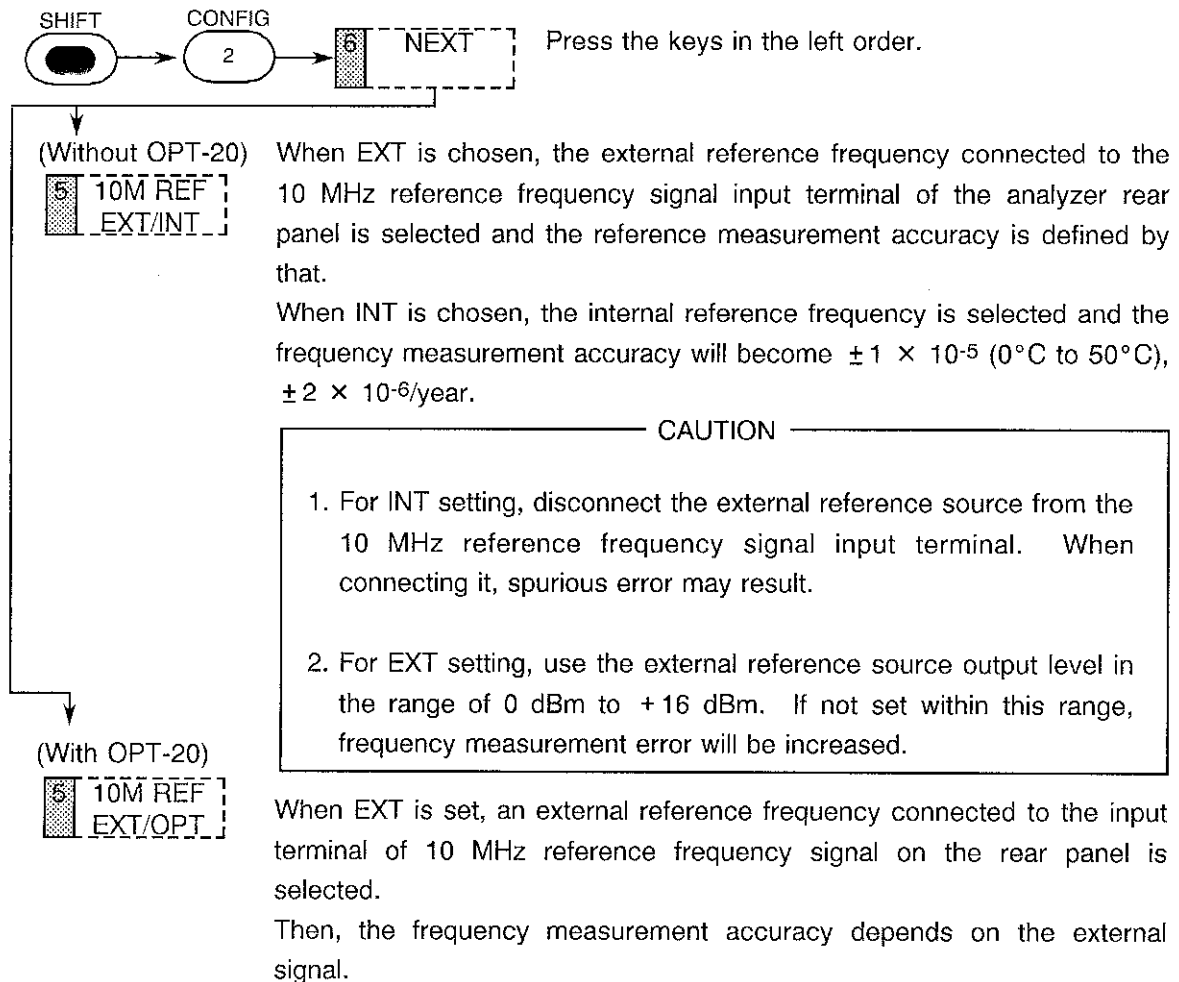 SHIFT CONFIG
2 6 NEXT Press the keys in the left order.
(Without OPT-20)
5 10M REF
EXT/INT
When EXT is chosen, the external reference frequency connected to the
10 MHz reference frequency signal input terminal of the analyzer rear
panel is selected and the reference measurement accuracy is defined by
that.
When INT is chosen, the internal reference frequency is selected and the
frequency measurement accuracy will become ±1 × 10-5 (0°C to 50°C),
±2 × 10-6/year.
CAUTION
1. For INT setting, disconnect the external reference source from the
10 MHz reference frequency signal input terminal. When
connecting it, spurious error may result.
2. For EXT setting, use the external reference source output level in
the range of 0 dBm to +16 dBm. If not set within this range,
frequency measurement error will be increased.
(With OPT-20)
5 10M REF
EXT/OPT
When EXT is set, an external reference frequency connected to the input
terminal of 10 MHz reference frequency signal on the rear panel is
selected.
Then, the frequency measurement accuracy depends on the external
signal.